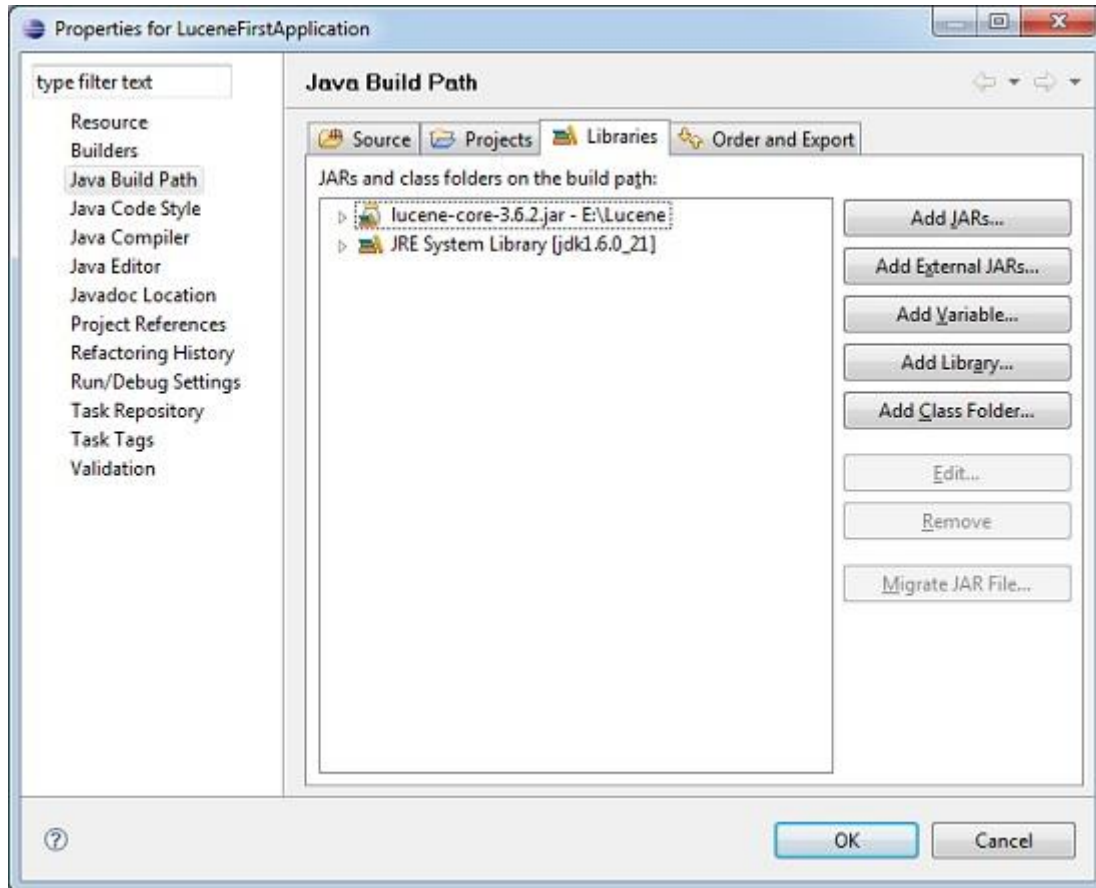 Properties for LuceneFirstApplication
type filter text
Resource
Builders
Java Build Path
Java Code Style
Java Compiler
Java Editor
Javadoc Location
Project References
Refactoring History
Run/Debug Settings
Task Repository
Task Tags
Validation
Java Build Path
Source Projects Libraries Order and Export
JARs and class folders on the build path:
lucene-core-3.6.2.jar - E:\Lucene
JRE System Library [jdk1.6.0_21]
Add JARs...
Add External JARs...
Add Variable...
Add Library...
Add Class Folder...
Edit...
Remove
Migrate JAR File...
OK Cancel